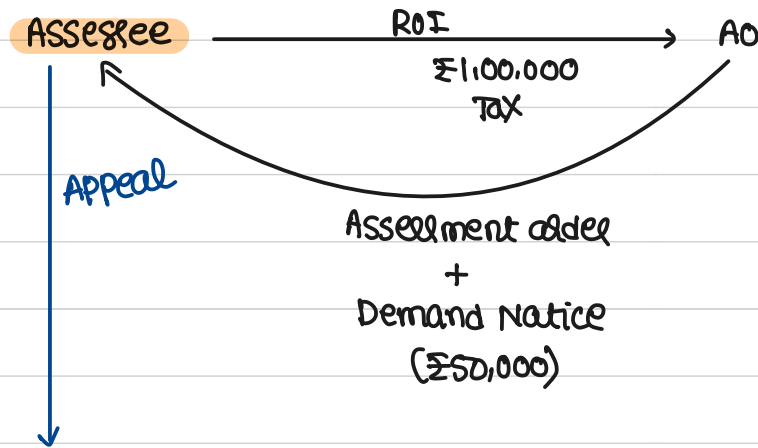 Assessee
ROI
AO
₹1,00,000
Tax
Appeal
Assessment order
+
Demand Notice
(₹50,000)